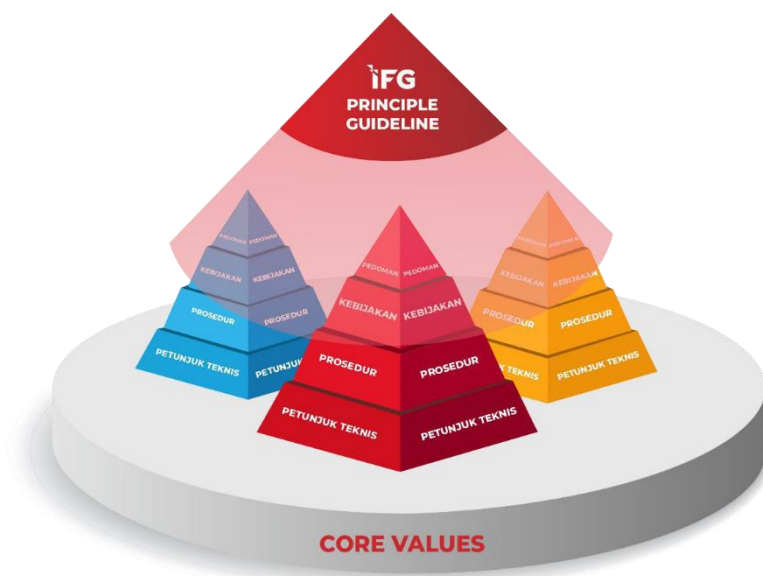 IFG
PRINCIPLE
GUIDELINE
PEDOMAN PEDOMAN
KEBIJAKAN KEBIJAKAN
PROSEDUR PROSEDUR
PETUNJUK TEKNIS PETUNJUK
PEDOMAN PEDOMAN
KEBIJAKAN KEBIJAKAN
PROSEDUR PROSEDUR
PETUNJUK TEKNIS PETUNJUK TEKNIS
PEDOMAN PEDOMAN
KEBIJAKAN KEBIJAKAN
PROSEDUR PROSEDUR
TEKNIS PETUNJUK TEKNIS
CORE VALUES